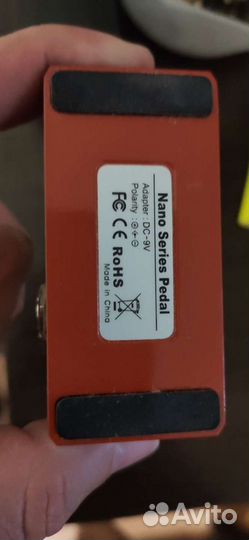 Nano Series Pedal
Adapter : DC-9V
Polarity :
FC CE RoHS
Made in China
Avito